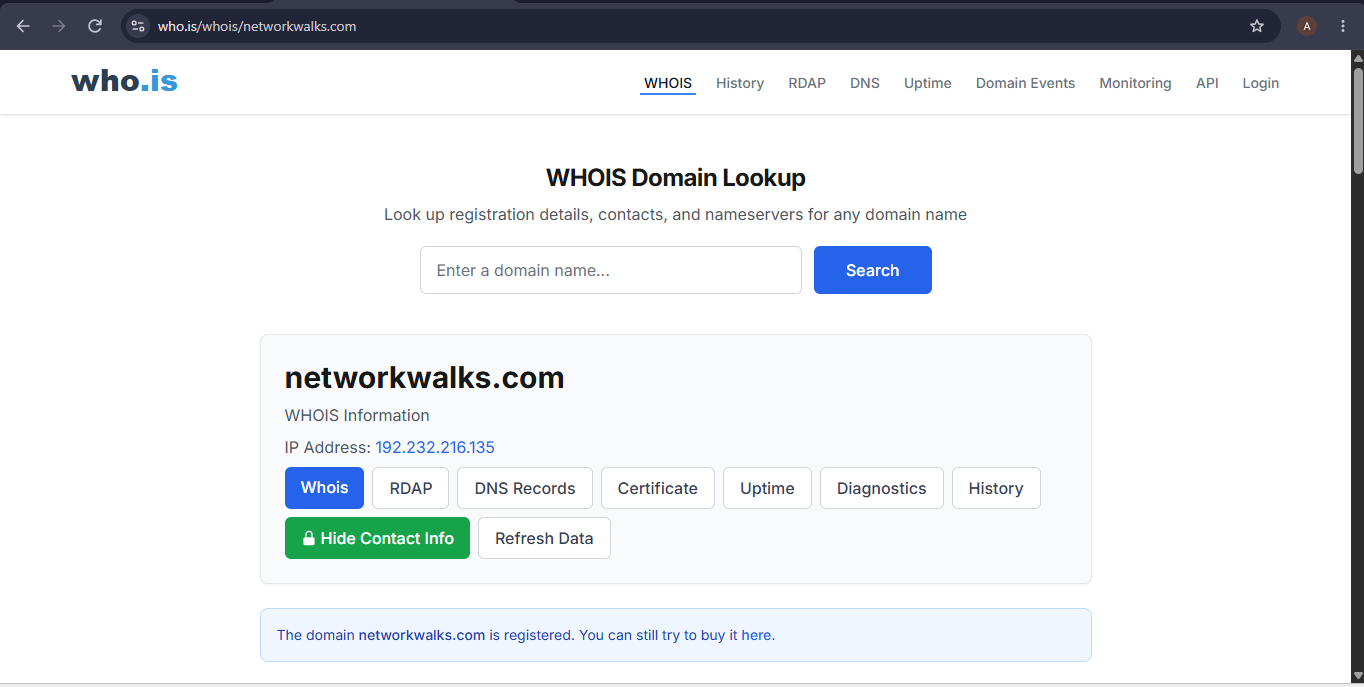 who.is/whois/networkwalks.com
A
who.is
WHOIS History RDAP DNS Uptime Domain Events Monitoring API Login
WHOIS Domain Lookup
Look up registration details, contacts, and nameservers for any domain name
Enter a domain name...
Search
networkwalks.com
WHOIS Information
IP Address: 192.232.216.135
Whois RDAP DNS Records Certificate Uptime Diagnostics History
Hide Contact Info Refresh Data
The domain networkwalks.com is registered. You can still try to buy it here.